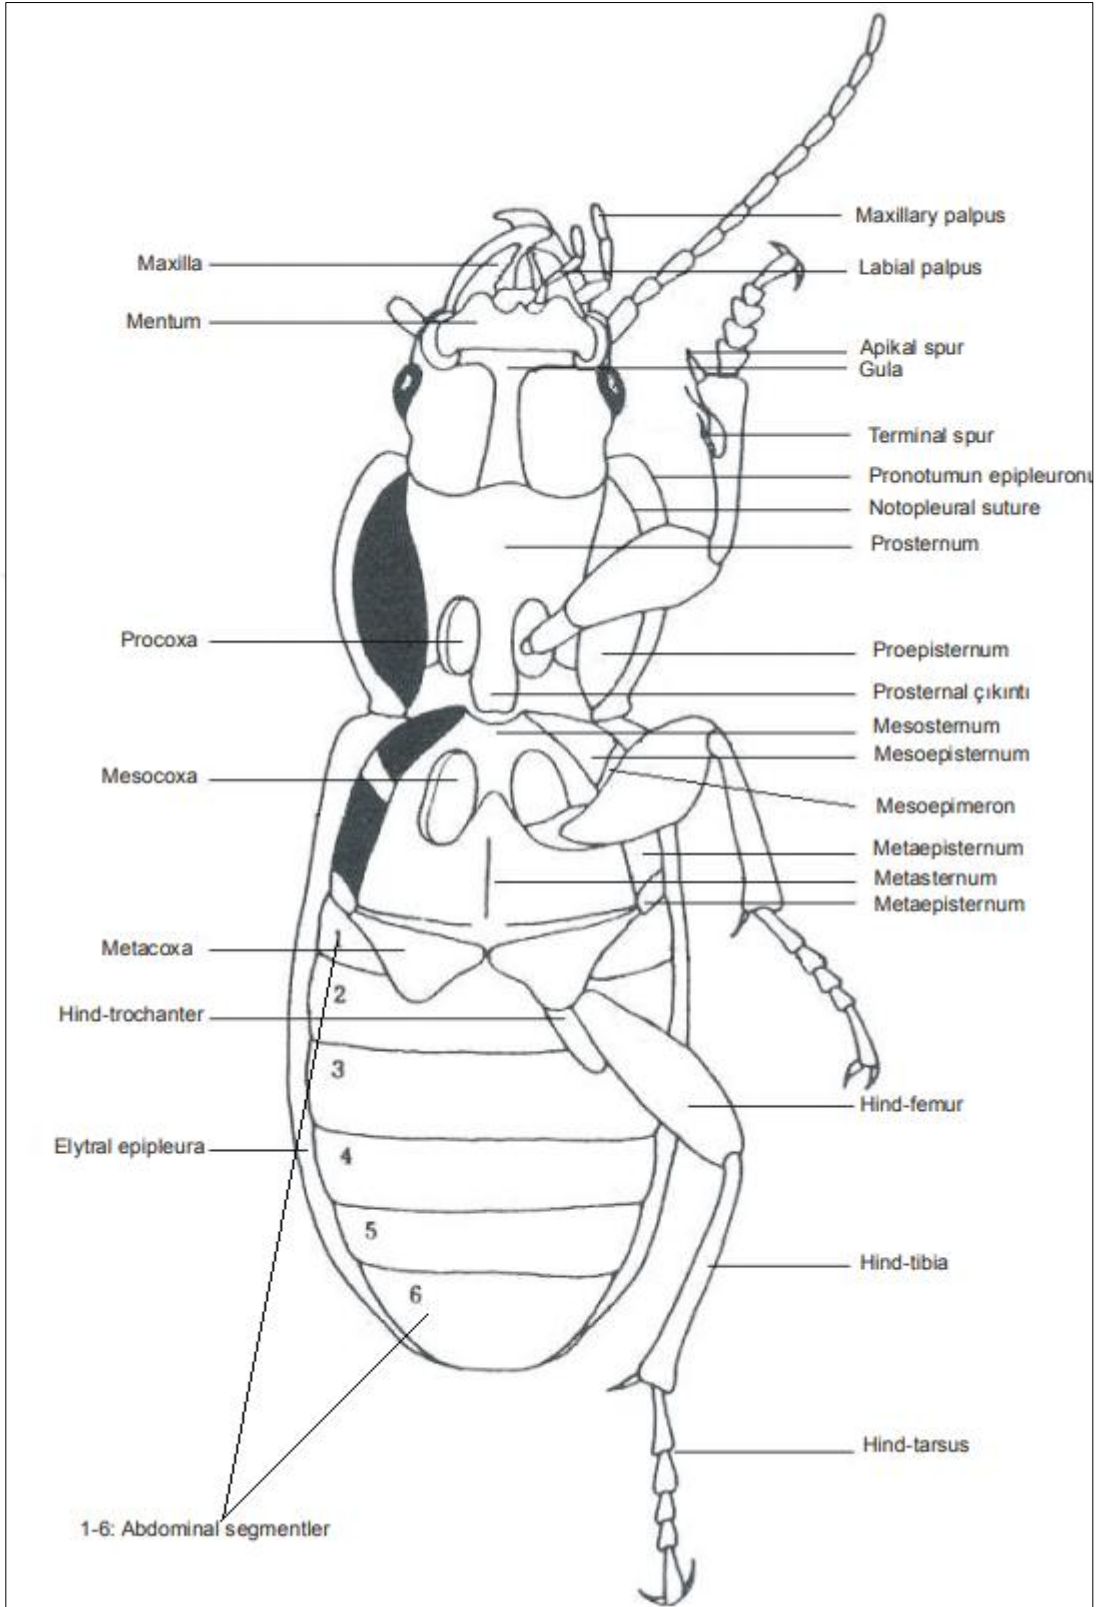 Maxillary palpus
Maxilla
Labial palpus
Mentum
Apikal spur
Gula
Terminal spur
Pronotumun epipleuronu
Notopleural suture
Prosternum
Procoxa
Proepisternum
Prosternal çıkıntı
Mesosternum
Mesoepisternum
Mesocoxa
Mesoepimeron
Metaepisternum
Metasternum
Metaepisternum
1
Metacoxa
2
Hind-trochanter
3
Hind-femur
Elytral epipleura
4
5
Hind-tibia
6
Hind-tarsus
1-6: Abdominal segmentler